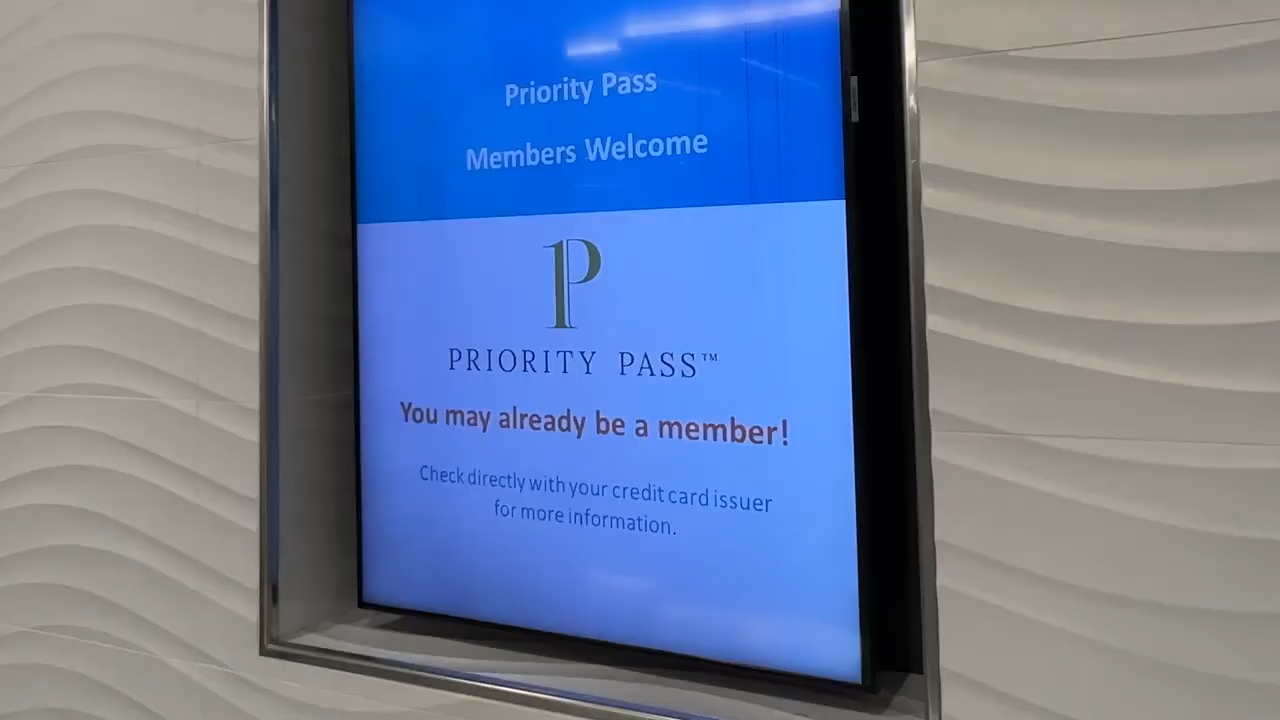 Priority Pass
Members Welcome
PRIORITY PASS™
You may already be a member!
Check directly with your credit card issuer
for more information.